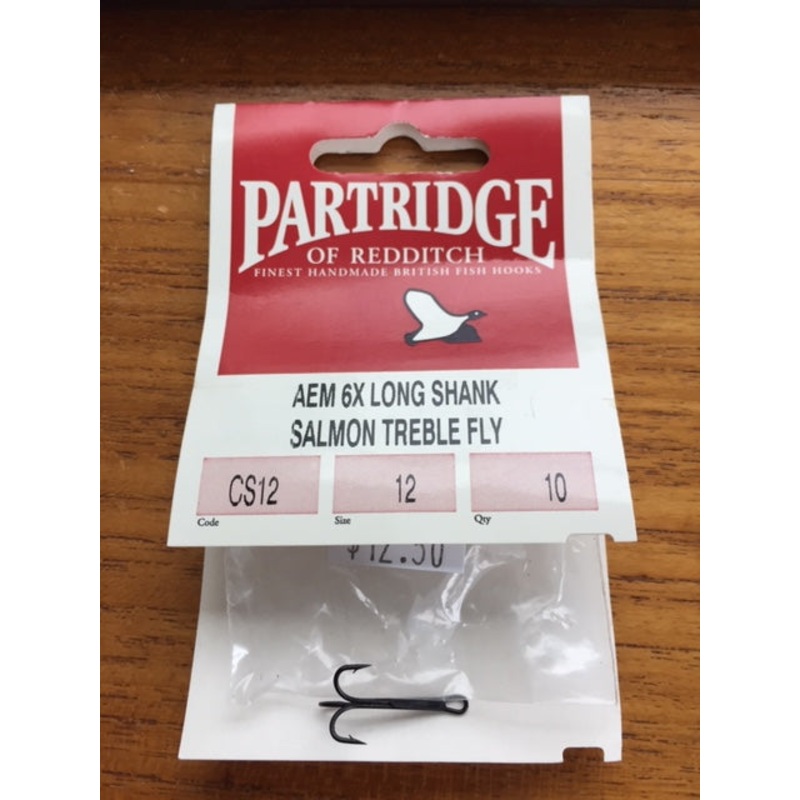 PARTRIDGE
OF REDDITCH
FINEST HANDMADE BRITISH FISH HOOKS
AEM 6X LONG SHANK
SALMON TREBLE FLY
CS12 12 10
Code Size Qty
$12.50